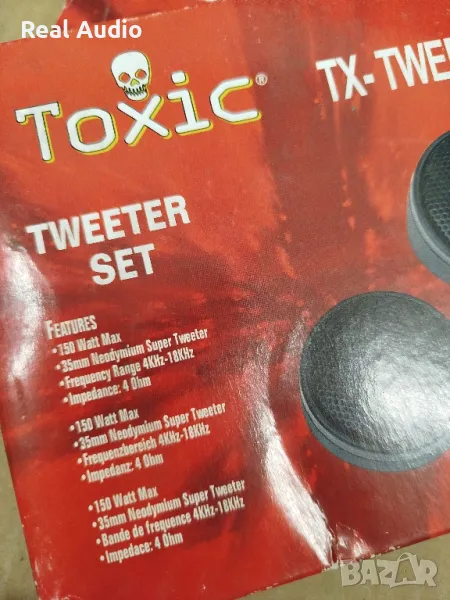 Real Audio
Toxic®
TX-TWE
TWEETER
SET
FEATURES
•150 Watt Max
•35mm Neodymium Super Tweeter
•Frequency Range 4KHz-18KHz
•Impedance: 4 Ohm
•150 Watt Max
•35mm Neodymium Super Tweeter
•Frequenzbereich 4KHz-18KHz
•Impedanz: 4 Ohm
•150 Watt Max
•35mm Neodymium Super Tweeter
•Bande de frequence 4KHz-18KHz
•Impedace: 4 Ohm
BAZAR